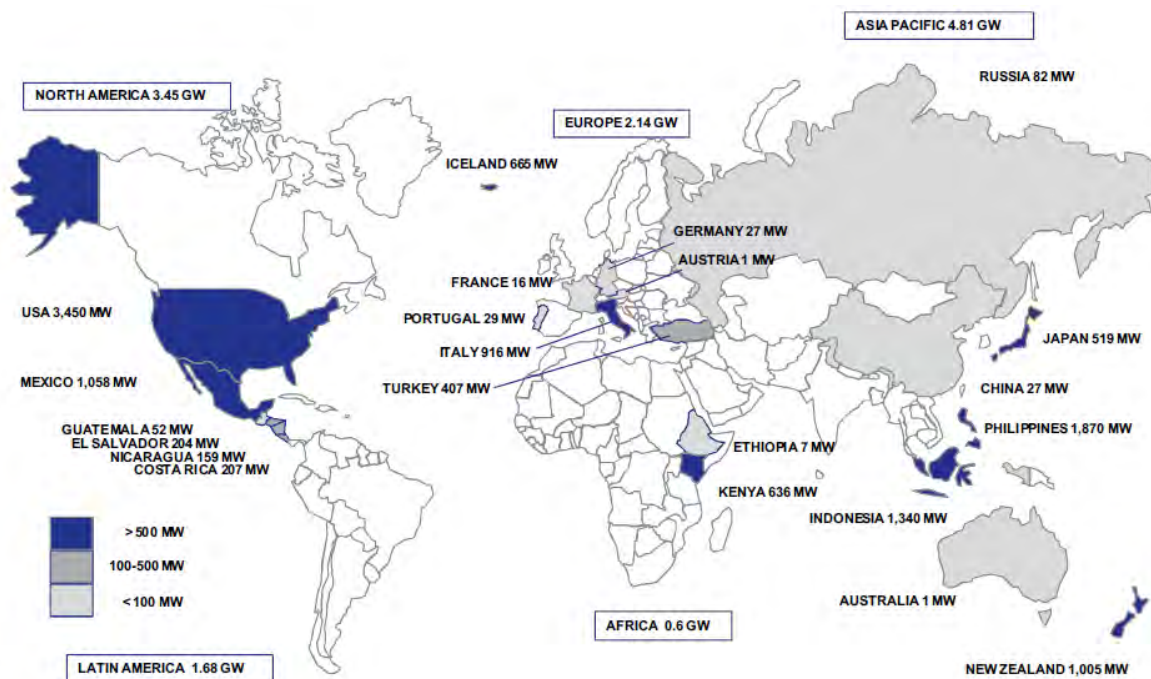 ASIA PACIFIC 4.81 GW
RUSSIA 82 MW
NORTH AMERICA 3.45 GW
EUROPE 2.14 GW
ICELAND 665 MW
GERMANY 27 MW
AUSTRIA 1 MW
FRANCE 16 MW
USA 3,450 MW
PORTUGAL 29 MW
JAPAN 519 MW
ITALY 916 MW
MEXICO 1,058 MW
TURKEY 407 MW
CHINA 27 MW
GUATEMALA 52 MW
EL SALVADOR 204 MW
NICARAGUA 159 MW
COSTA RICA 207 MW
PHILIPPINES 1,870 MW
ETHIOPIA 7 MW
KENYA 636 MW
INDONESIA 1,340 MW
>500 MW
100-500 MW
<100 MW
AUSTRALIA 1 MW
AFRICA 0.6 GW
LATIN AMERICA 1.68 GW
NEW ZEALAND 1,005 MW